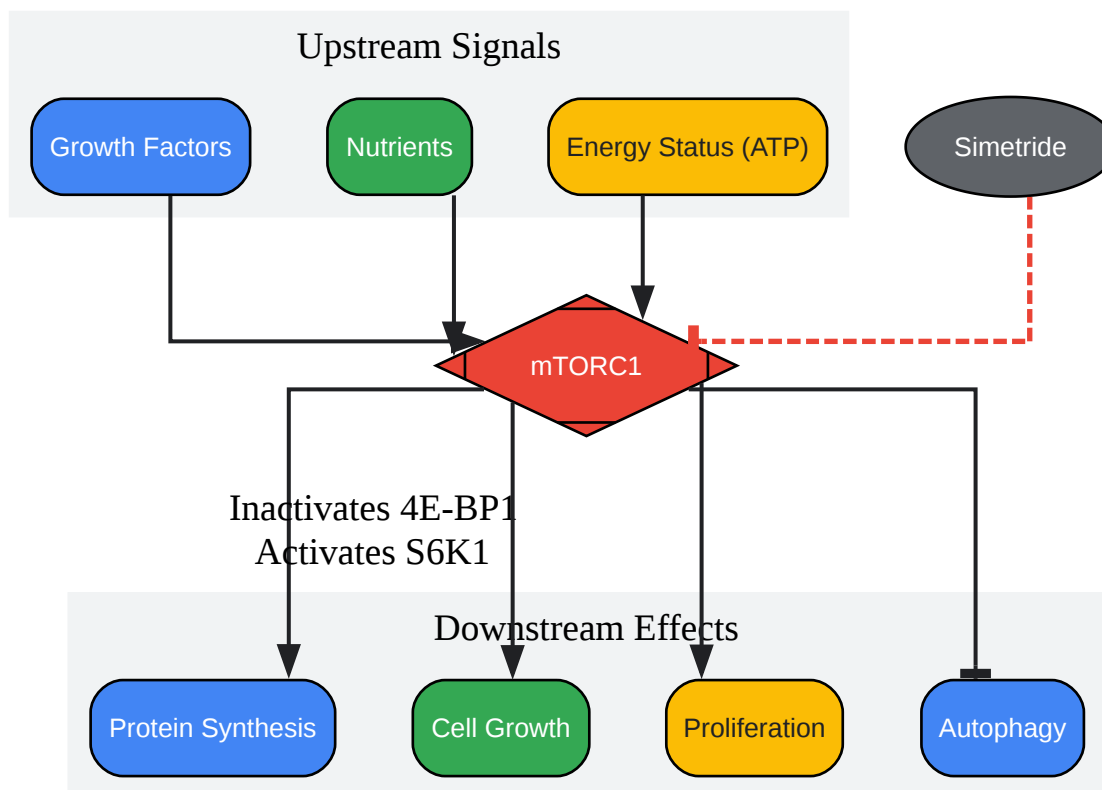 Upstream Signals
Growth Factors
Nutrients
Energy Status (ATP)
Simetride
mTORC1
Inactivates 4E-BP1
Activates S6K1
Downstream Effects
Protein Synthesis
Cell Growth
Proliferation
Autophagy